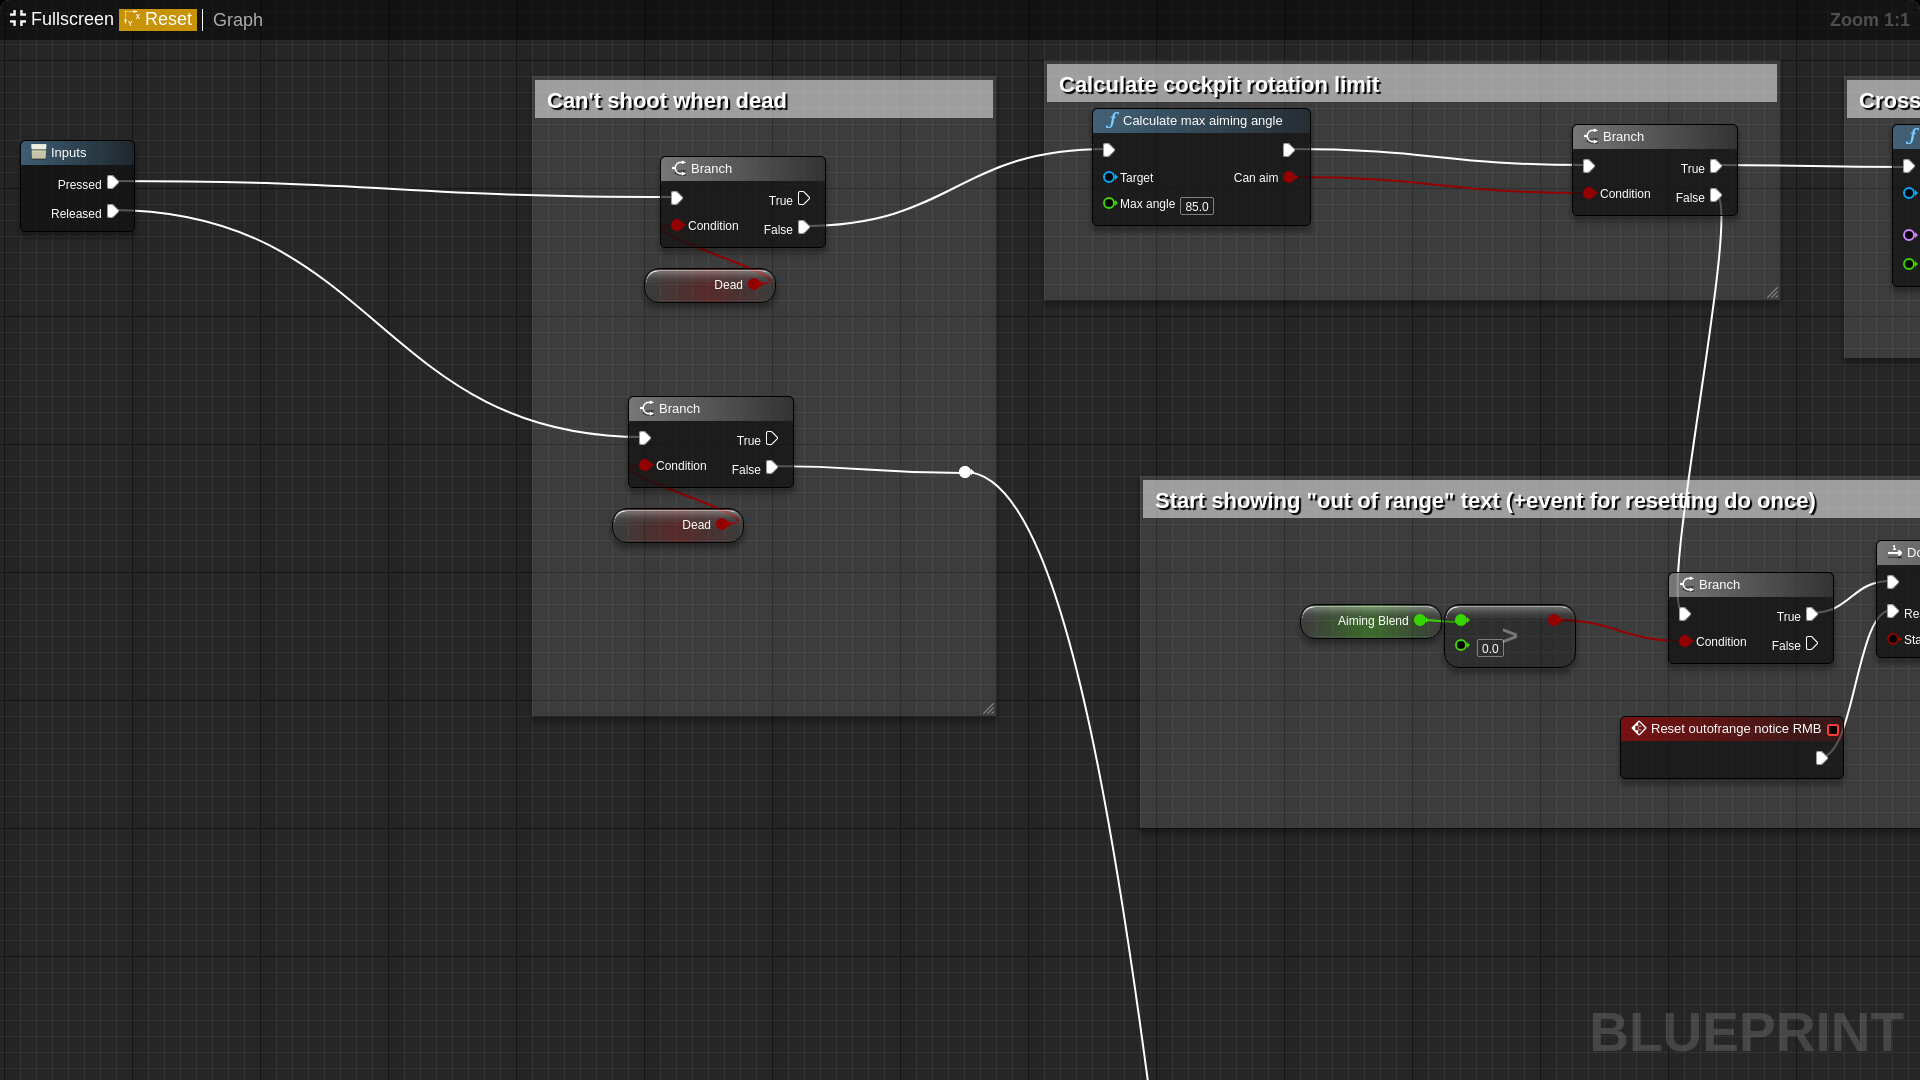 Fullscreen Reset Graph
Zoom 1:1
Can't shoot when dead
Calculate cockpit rotation limit
Cross
Inputs
Pressed
Released
Branch
True
Condition
False
Dead
Calculate max aiming angle
Target
Can aim
Max angle 85.0
Branch
True
Condition
False
Branch
True
Condition
False
Dead
Start showing "out of range" text (+event for resetting do once)
Aiming Blend
0.0
>
Branch
True
Condition
False
Do
Re
Sta
Reset outofrange notice RMB
BLUEPRINT